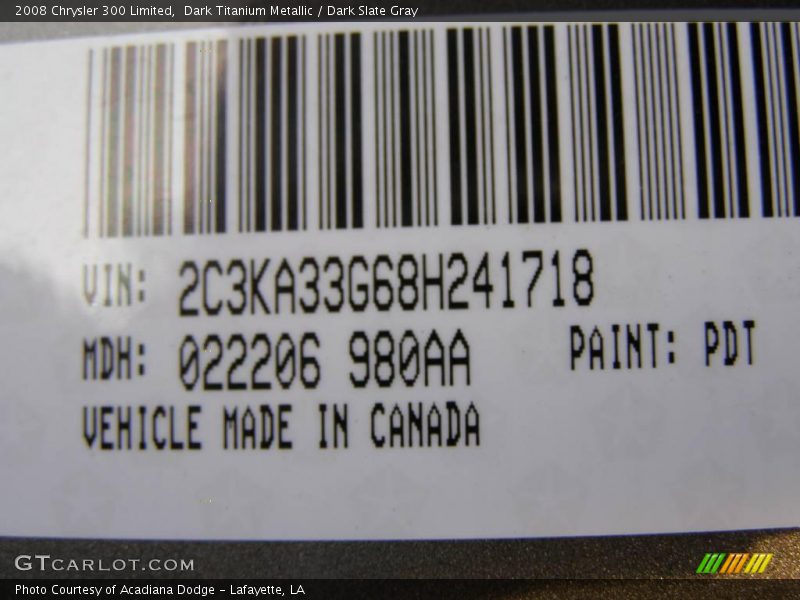 2008 Chrysler 300 Limited,  Dark Titanium Metallic / Dark Slate Gray
VIN: 2C3KA33G68H241718
MDH: 022206 980AA PAINT: PDT
VEHICLE MADE IN CANADA
GTCARLOT.COM
Photo Courtesy of Acadiana Dodge - Lafayette, LA